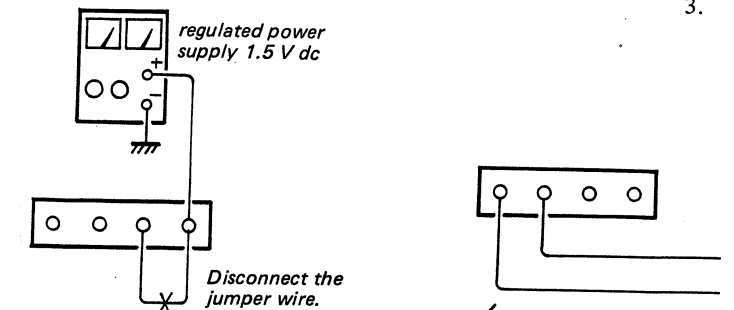 3.
regulated power
supply 1.5 V dc
+
−
Disconnect the
jumper wire.